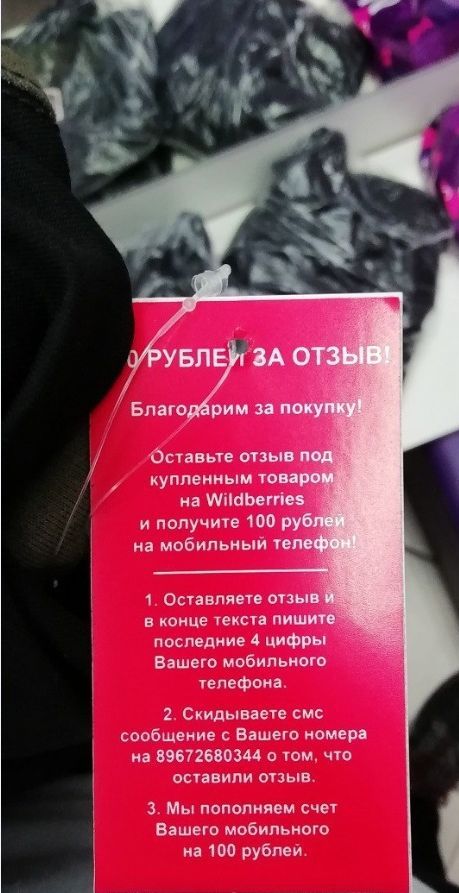 0 РУБЛЕЙ ЗА ОТЗЫВ!
Благодарим за покупку!
Оставьте отзыв под
купленным товаром
на Wildberries
и получите 100 рублей
на мобильный телефон!
1. Оставляете отзыв и
в конце текста пишите
последние 4 цифры
Вашего мобильного
телефона.
2. Скидываете смс
сообщение с Вашего номера
на 89672680344 о том, что
оставили отзыв.
3. Мы пополняем счет
Вашего мобильного
на 100 рублей.